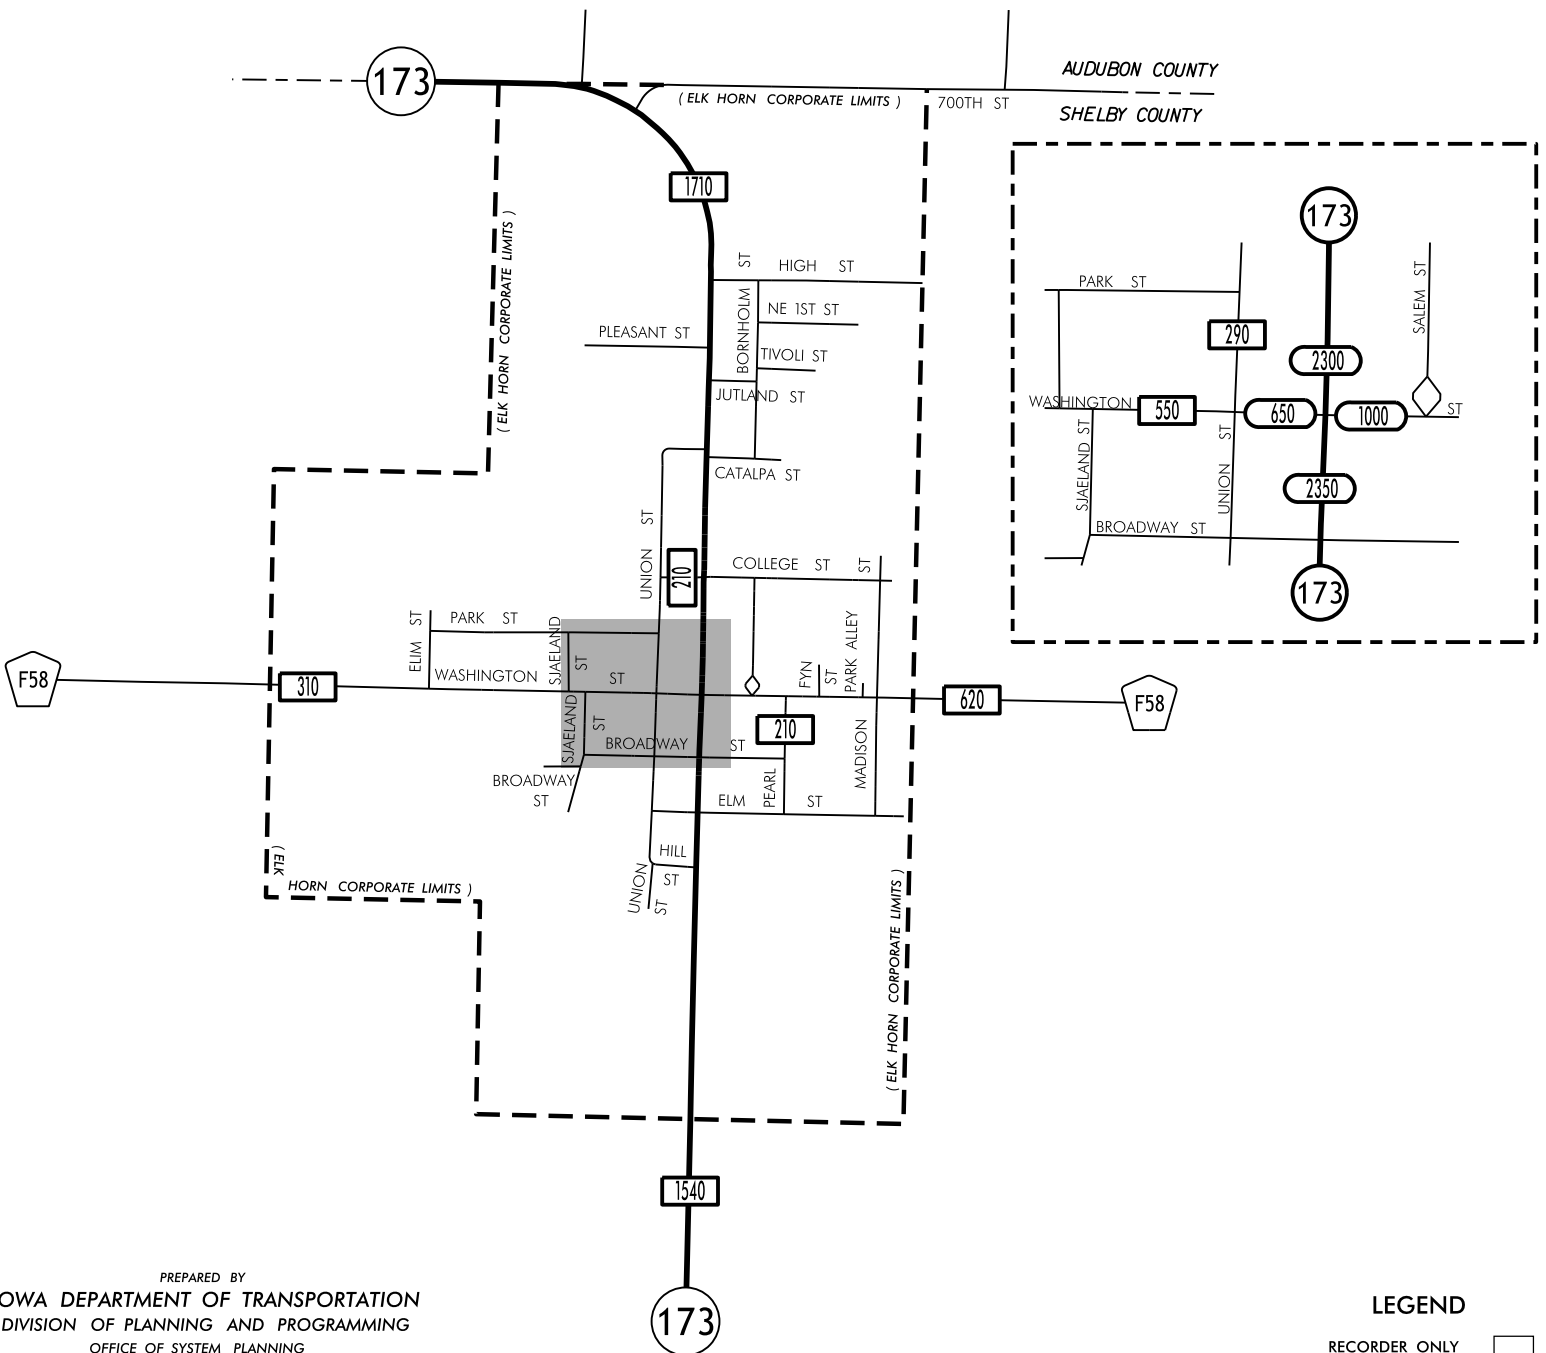 173
AUDUBON COUNTY
( ELK HORN CORPORATE LIMITS )
700TH ST
SHELBY COUNTY
1710
( ELK HORN CORPORATE LIMITS )
HIGH ST
BORNHOLM ST
NE 1ST ST
PLEASANT ST
TIVOLI ST
JUTLAND ST
CATALPA ST
UNION ST
210
COLLEGE ST
ST
ELIM ST
PARK ST
SJAELAND ST
WASHINGTON ST
FYN ST
PARK ALLEY
F58
310
620
F58
SJAELAND ST
BROADWAY ST
210
MADISON
BROADWAY
ST
PEARL
ELM ST
HILL
ST
UNION
ST
( ELK
HORN CORPORATE LIMITS )
( ELK HORN CORPORATE LIMITS )
1540
173
173
PARK ST
SALEM ST
290
2300
WASHINGTON
550
650
1000
ST
SJAELAND ST
UNION ST
2350
BROADWAY ST
173
PREPARED BY
OWA DEPARTMENT OF TRANSPORTATION
DIVISION OF PLANNING AND PROGRAMMING
OFFICE OF SYSTEM PLANNING
LEGEND
RECORDER ONLY